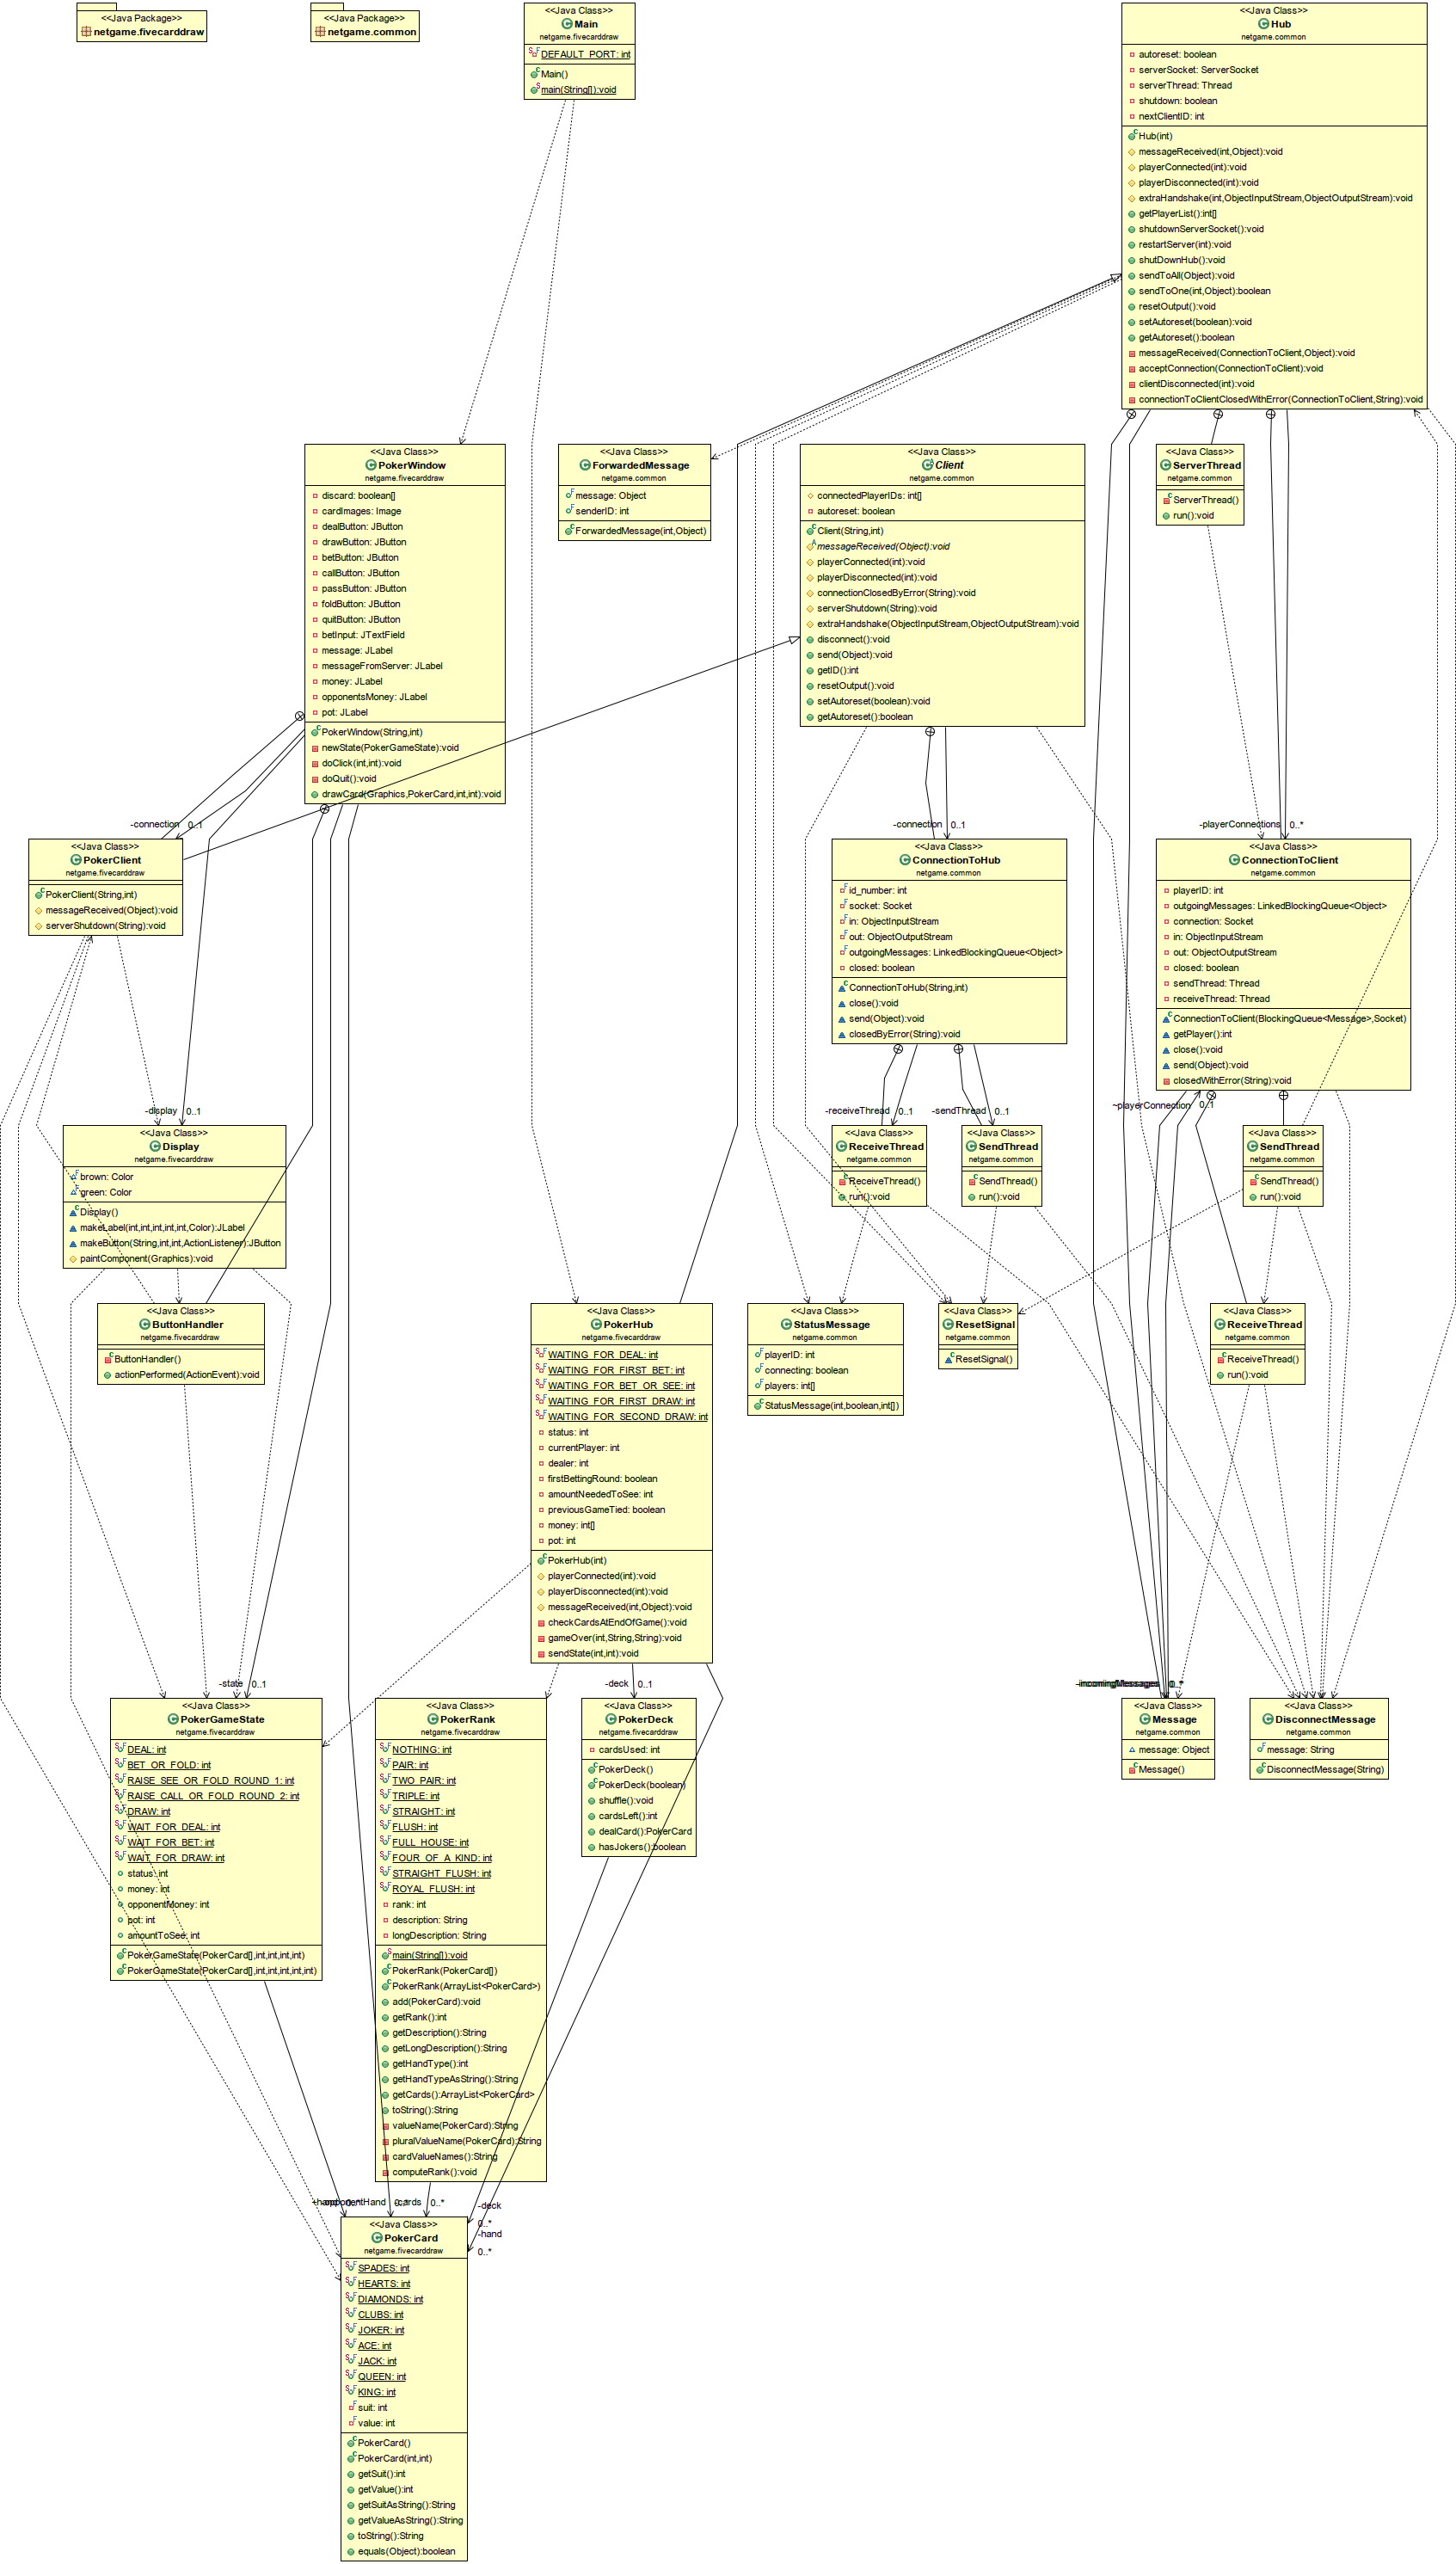 <<Java Package>>
netgame.fivecarddraw
<<Java Package>>
netgame.common
<<Java Class>>
Main
netgame.fivecarddraw
DEFAULT_PORT: int
Main()
main(String[]):void
<<Java Class>>
Hub
netgame.common
autoreset: boolean
serverSocket: ServerSocket
serverThread: Thread
shutdown: boolean
nextClientID: int
Hub(int)
messageReceived(int,Object):void
playerConnected(int):void
playerDisconnected(int):void
extraHandshake(int,ObjectInputStream,ObjectOutputStream):void
getPlayerList():int[]
shutdownServerSocket():void
restartServer(int):void
shutDownHub():void
sendToAll(Object):void
sendToOne(int,Object):boolean
resetOutput():void
setAutoreset(boolean):void
getAutoreset():boolean
messageReceived(ConnectionToClient,Object):void
acceptConnection(ConnectionToClient):void
clientDisconnected(int):void
connectionToClientClosedWithError(ConnectionToClient,String):void
<<Java Class>>
PokerWindow
netgame.fivecarddraw
discard: boolean[]
cardImages: Image
dealButton: JButton
drawButton: JButton
betButton: JButton
callButton: JButton
passButton: JButton
foldButton: JButton
quitButton: JButton
betInput: JTextField
message: JLabel
messageFromServer: JLabel
money: JLabel
opponentsMoney: JLabel
pot: JLabel
PokerWindow(String,int)
newState(PokerGameState):void
doClick(int,int):void
doQuit():void
drawCard(Graphics,PokerCard,int,int):void
<<Java Class>>
ForwardedMessage
netgame.common
message: Object
senderID: int
ForwardedMessage(int,Object)
<<Java Class>>
Client
netgame.common
connectedPlayerIDs: int[]
autoreset: boolean
Client(String,int)
messageReceived(Object):void
playerConnected(int):void
playerDisconnected(int):void
connectionClosedByError(String):void
serverShutdown(String):void
extraHandshake(ObjectInputStream,ObjectOutputStream):void
disconnect():void
send(Object):void
getID():int
resetOutput():void
setAutoreset(boolean):void
getAutoreset():boolean
<<Java Class>>
ServerThread
netgame.common
ServerThread()
run():void
-connection 0..1
-connection 0..1
-playerConnections 0..*
<<Java Class>>
PokerClient
netgame.fivecarddraw
PokerClient(String,int)
messageReceived(Object):void
serverShutdown(String):void
<<Java Class>>
ConnectionToHub
netgame.common
id_number: int
socket: Socket
in: ObjectInputStream
out: ObjectOutputStream
outgoingMessages: LinkedBlockingQueue<Object>
closed: boolean
ConnectionToHub(String,int)
close():void
send(Object):void
closedByError(String):void
<<Java Class>>
ConnectionToClient
netgame.common
playerID: int
outgoingMessages: LinkedBlockingQueue<Object>
connection: Socket
in: ObjectInputStream
out: ObjectOutputStream
closed: boolean
sendThread: Thread
receiveThread: Thread
ConnectionToClient(BlockingQueue<Message>,Socket)
getPlayer():int
close():void
send(Object):void
closedWithError(String):void
-display 0..1
-receiveThread 0..1
-sendThread 0..1
~playerConnection 0..1
<<Java Class>>
Display
netgame.fivecarddraw
brown: Color
green: Color
Display()
makeLabel(int,int,int,int,int,Color):JLabel
makeButton(String,int,int,ActionListener):JButton
paintComponent(Graphics):void
<<Java Class>>
ReceiveThread
netgame.common
ReceiveThread()
run():void
<<Java Class>>
SendThread
netgame.common
SendThread()
run():void
<<Java Class>>
SendThread
netgame.common
SendThread()
run():void
<<Java Class>>
ButtonHandler
netgame.fivecarddraw
ButtonHandler()
actionPerformed(ActionEvent):void
<<Java Class>>
PokerHub
netgame.fivecarddraw
WAITING_FOR_DEAL: int
WAITING_FOR_FIRST_BET: int
WAITING_FOR_BET_OR_SEE: int
WAITING_FOR_FIRST_DRAW: int
WAITING_FOR_SECOND_DRAW: int
status: int
currentPlayer: int
dealer: int
firstBettingRound: boolean
amountNeededToSee: int
previousGameTied: boolean
money: int[]
pot: int
PokerHub(int)
playerConnected(int):void
playerDisconnected(int):void
messageReceived(int,Object):void
checkCardsAtEndOfGame():void
gameOver(int,String,String):void
sendState(int,int):void
<<Java Class>>
StatusMessage
netgame.common
playerID: int
connecting: boolean
players: int[]
StatusMessage(int,boolean,int[])
<<Java Class>>
ResetSignal
netgame.common
ResetSignal()
<<Java Class>>
ReceiveThread
netgame.common
ReceiveThread()
run():void
-state 0..1
-deck 0..1
-incomingMessages 0..*
<<Java Class>>
PokerGameState
netgame.fivecarddraw
DEAL: int
BET_OR_FOLD: int
RAISE_SEE_OR_FOLD_ROUND_1: int
RAISE_CALL_OR_FOLD_ROUND_2: int
DRAW: int
WAIT_FOR_DEAL: int
WAIT_FOR_BET: int
WAIT_FOR_DRAW: int
status: int
money: int
opponentMoney: int
pot: int
amountToSee: int
PokerGameState(PokerCard[],int,int,int,int)
PokerGameState(PokerCard[],int,int,int,int,int)
<<Java Class>>
PokerRank
netgame.fivecarddraw
NOTHING: int
PAIR: int
TWO_PAIR: int
TRIPLE: int
STRAIGHT: int
FLUSH: int
FULL_HOUSE: int
FOUR_OF_A_KIND: int
STRAIGHT_FLUSH: int
ROYAL_FLUSH: int
rank: int
description: String
longDescription: String
main(String[]):void
PokerRank(PokerCard[])
PokerRank(ArrayList<PokerCard>)
add(PokerCard):void
getRank():int
getDescription():String
getLongDescription():String
getHandType():int
getHandTypeAsString():String
getCards():ArrayList<PokerCard>
toString():String
valueName(PokerCard):String
pluralValueName(PokerCard):String
cardValueNames():String
computeRank():void
<<Java Class>>
PokerDeck
netgame.fivecarddraw
cardsUsed: int
PokerDeck()
PokerDeck(boolean)
shuffle():void
cardsLeft():int
dealCard():PokerCard
hasJokers():boolean
<<Java Class>>
Message
netgame.common
message: Object
Message()
<<Java Class>>
DisconnectMessage
netgame.common
message: String
DisconnectMessage(String)
0..*
-deck
0..*
-hand
0..*
<<Java Class>>
PokerCard
netgame.fivecarddraw
SPADES: int
HEARTS: int
DIAMONDS: int
CLUBS: int
JOKER: int
ACE: int
JACK: int
QUEEN: int
KING: int
suit: int
value: int
PokerCard()
PokerCard(int,int)
getSuit():int
getValue():int
getSuitAsString():String
getValueAsString():String
toString():String
equals(Object):boolean